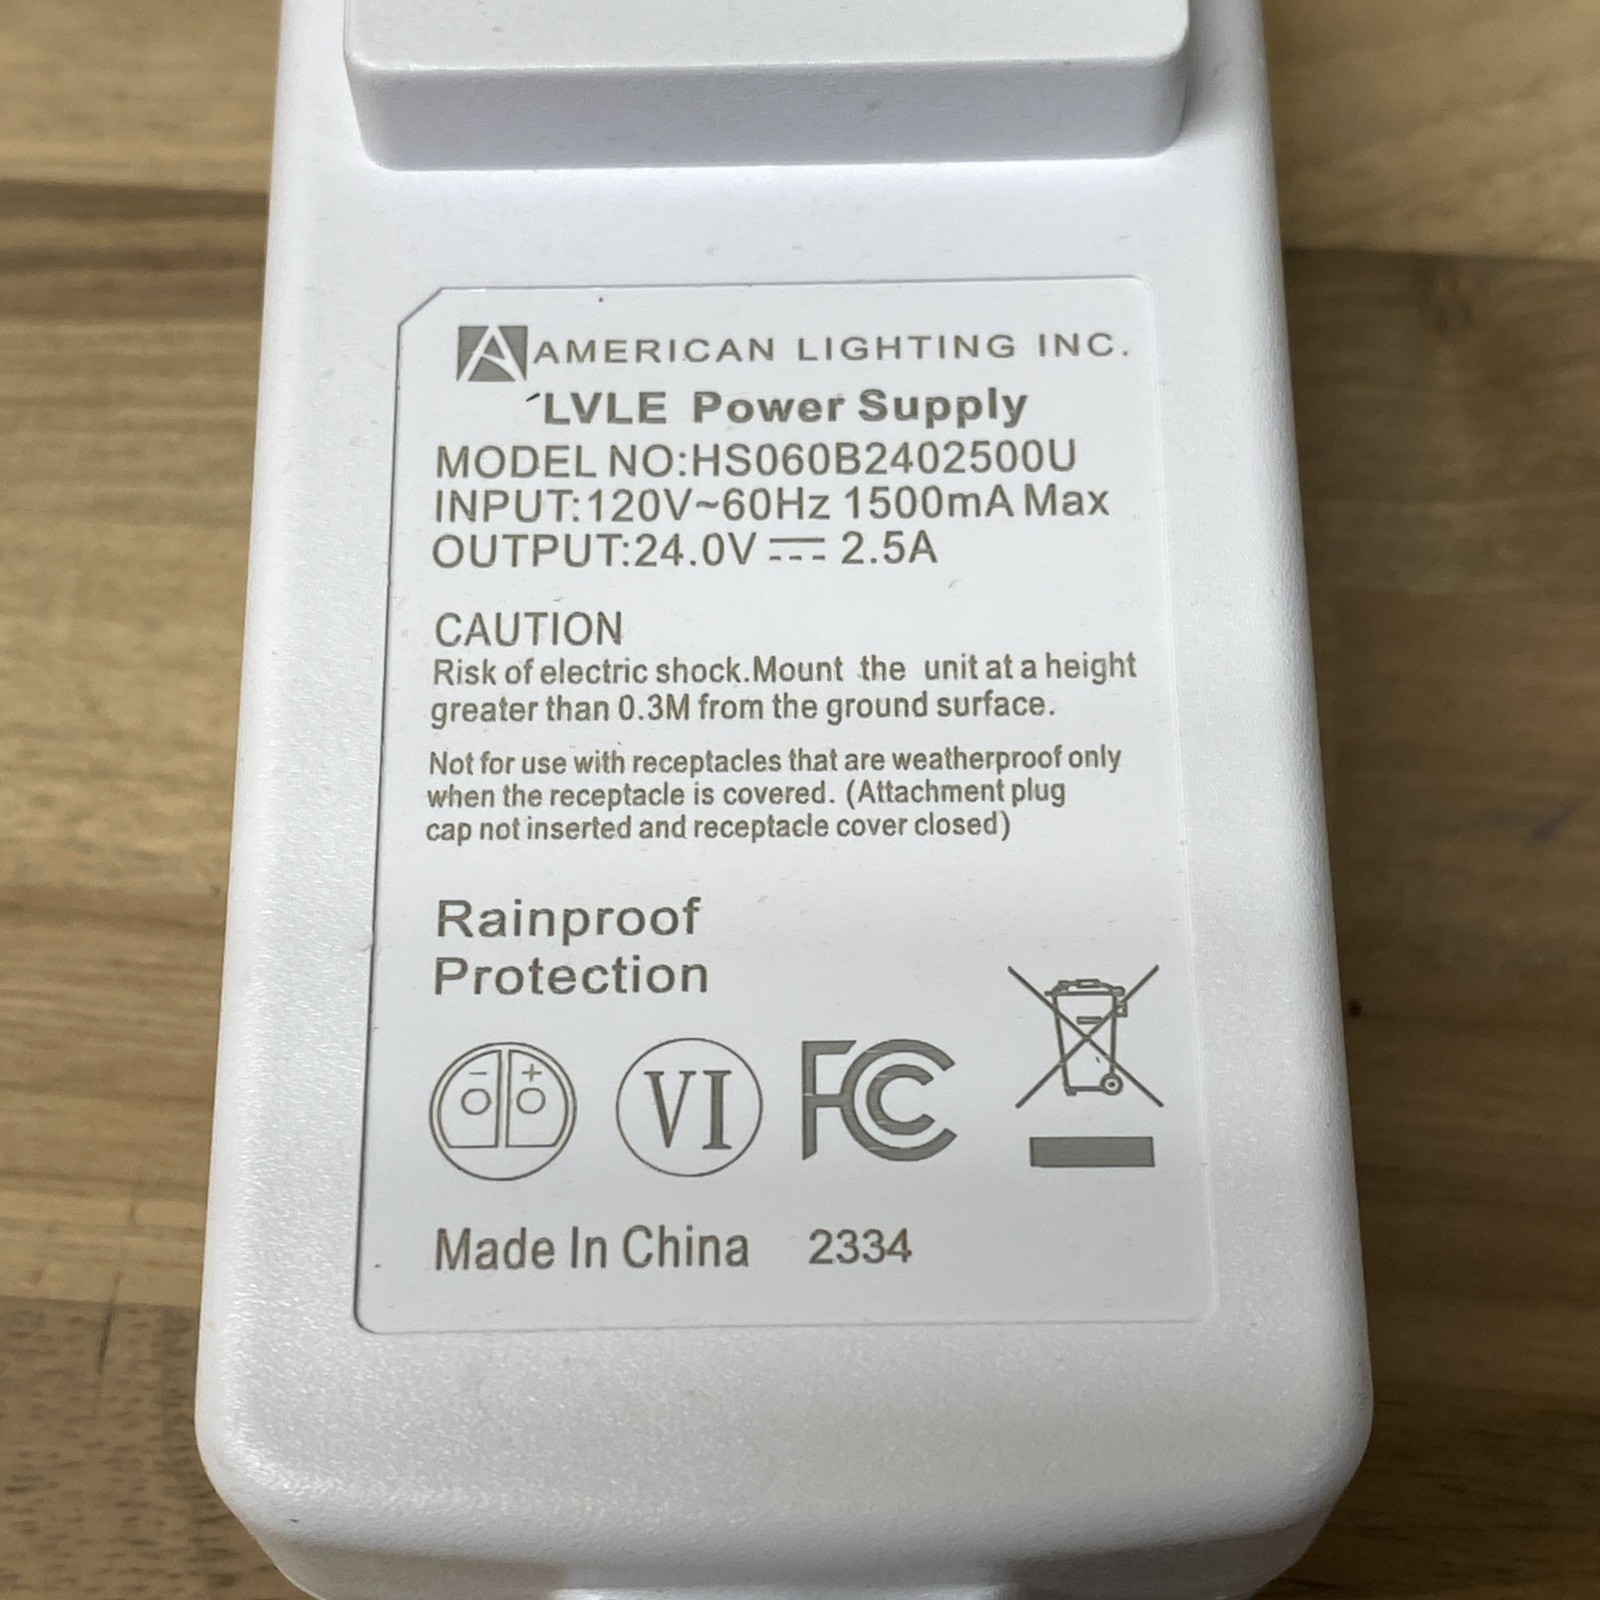 AMERICAN LIGHTING INC.
LVLE Power Supply
MODEL NO:HS060B2402500U
INPUT:120V~60Hz 1500mA Max
OUTPUT:24.0V⎓2.5A
CAUTION
Risk of electric shock.Mount the unit at a height
greater than 0.3M from the ground surface.
Not for use with receptacles that are weatherproof only
when the receptacle is covered. (Attachment plug
cap not inserted and receptacle cover closed)
Rainproof
Protection
- +
VI
FC
Made In China 2334